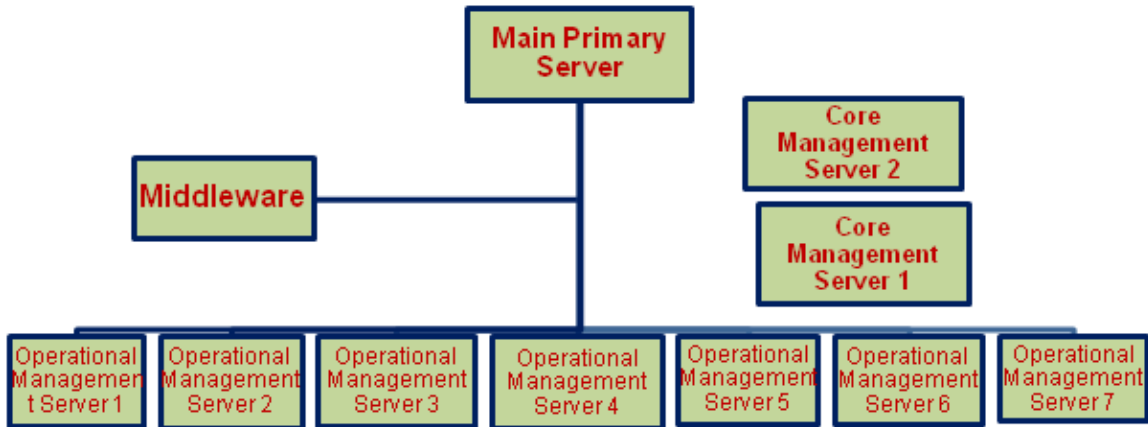 Main Primary
Server
Core
Management
Server 2
Middleware
Core
Management
Server 1
Operational
Managemen
t Server 1
Operational
Management
Server 2
Operational
Management
Server 3
Operational
Management
Server 4
Operational
Management
Server 5
Operational
Management
Server 6
Operational
Management
Server 7